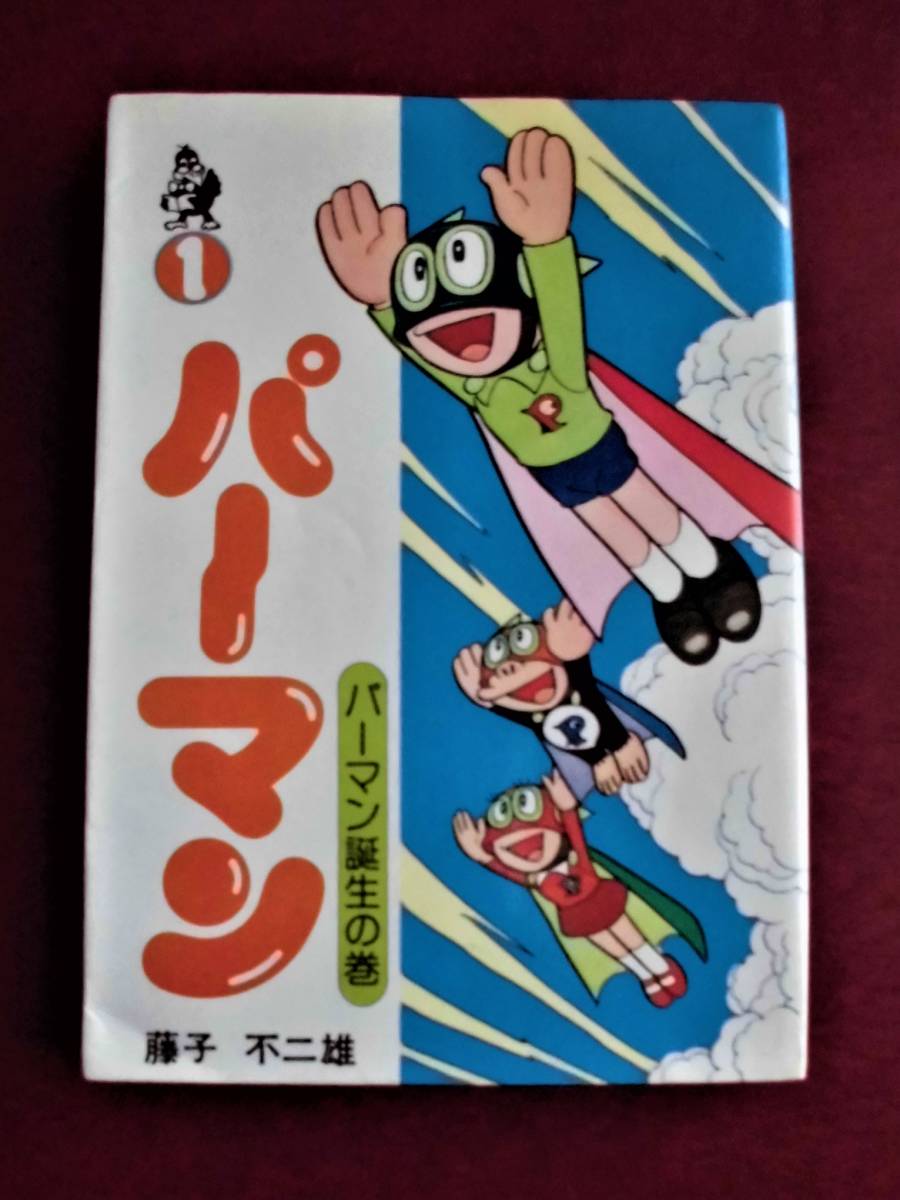 1
パーマン
パーマン誕生の巻
藤子 不二雄
P
P